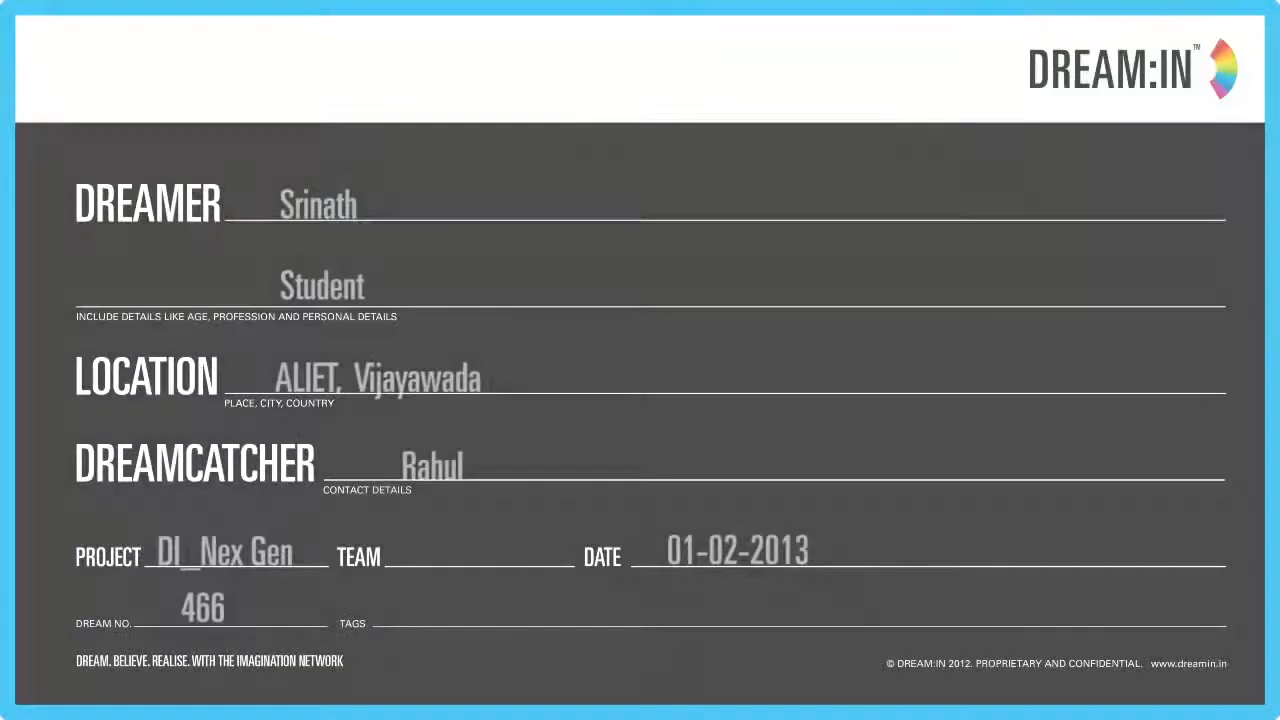 DREAM:IN™
DREAMER Srinath
Student
INCLUDE DETAILS LIKE AGE, PROFESSION AND PERSONAL DETAILS
LOCATION ALIET, Vijayawada
PLACE, CITY, COUNTRY
DREAMCATCHER Rahul
CONTACT DETAILS
PROJECT DI_Nex Gen TEAM DATE 01-02-2013
DREAM NO. 466 TAGS
DREAM. BELIEVE. REALISE. WITH THE IMAGINATION NETWORK
© DREAM:IN 2012. PROPRIETARY AND CONFIDENTIAL. www.dreamin.in